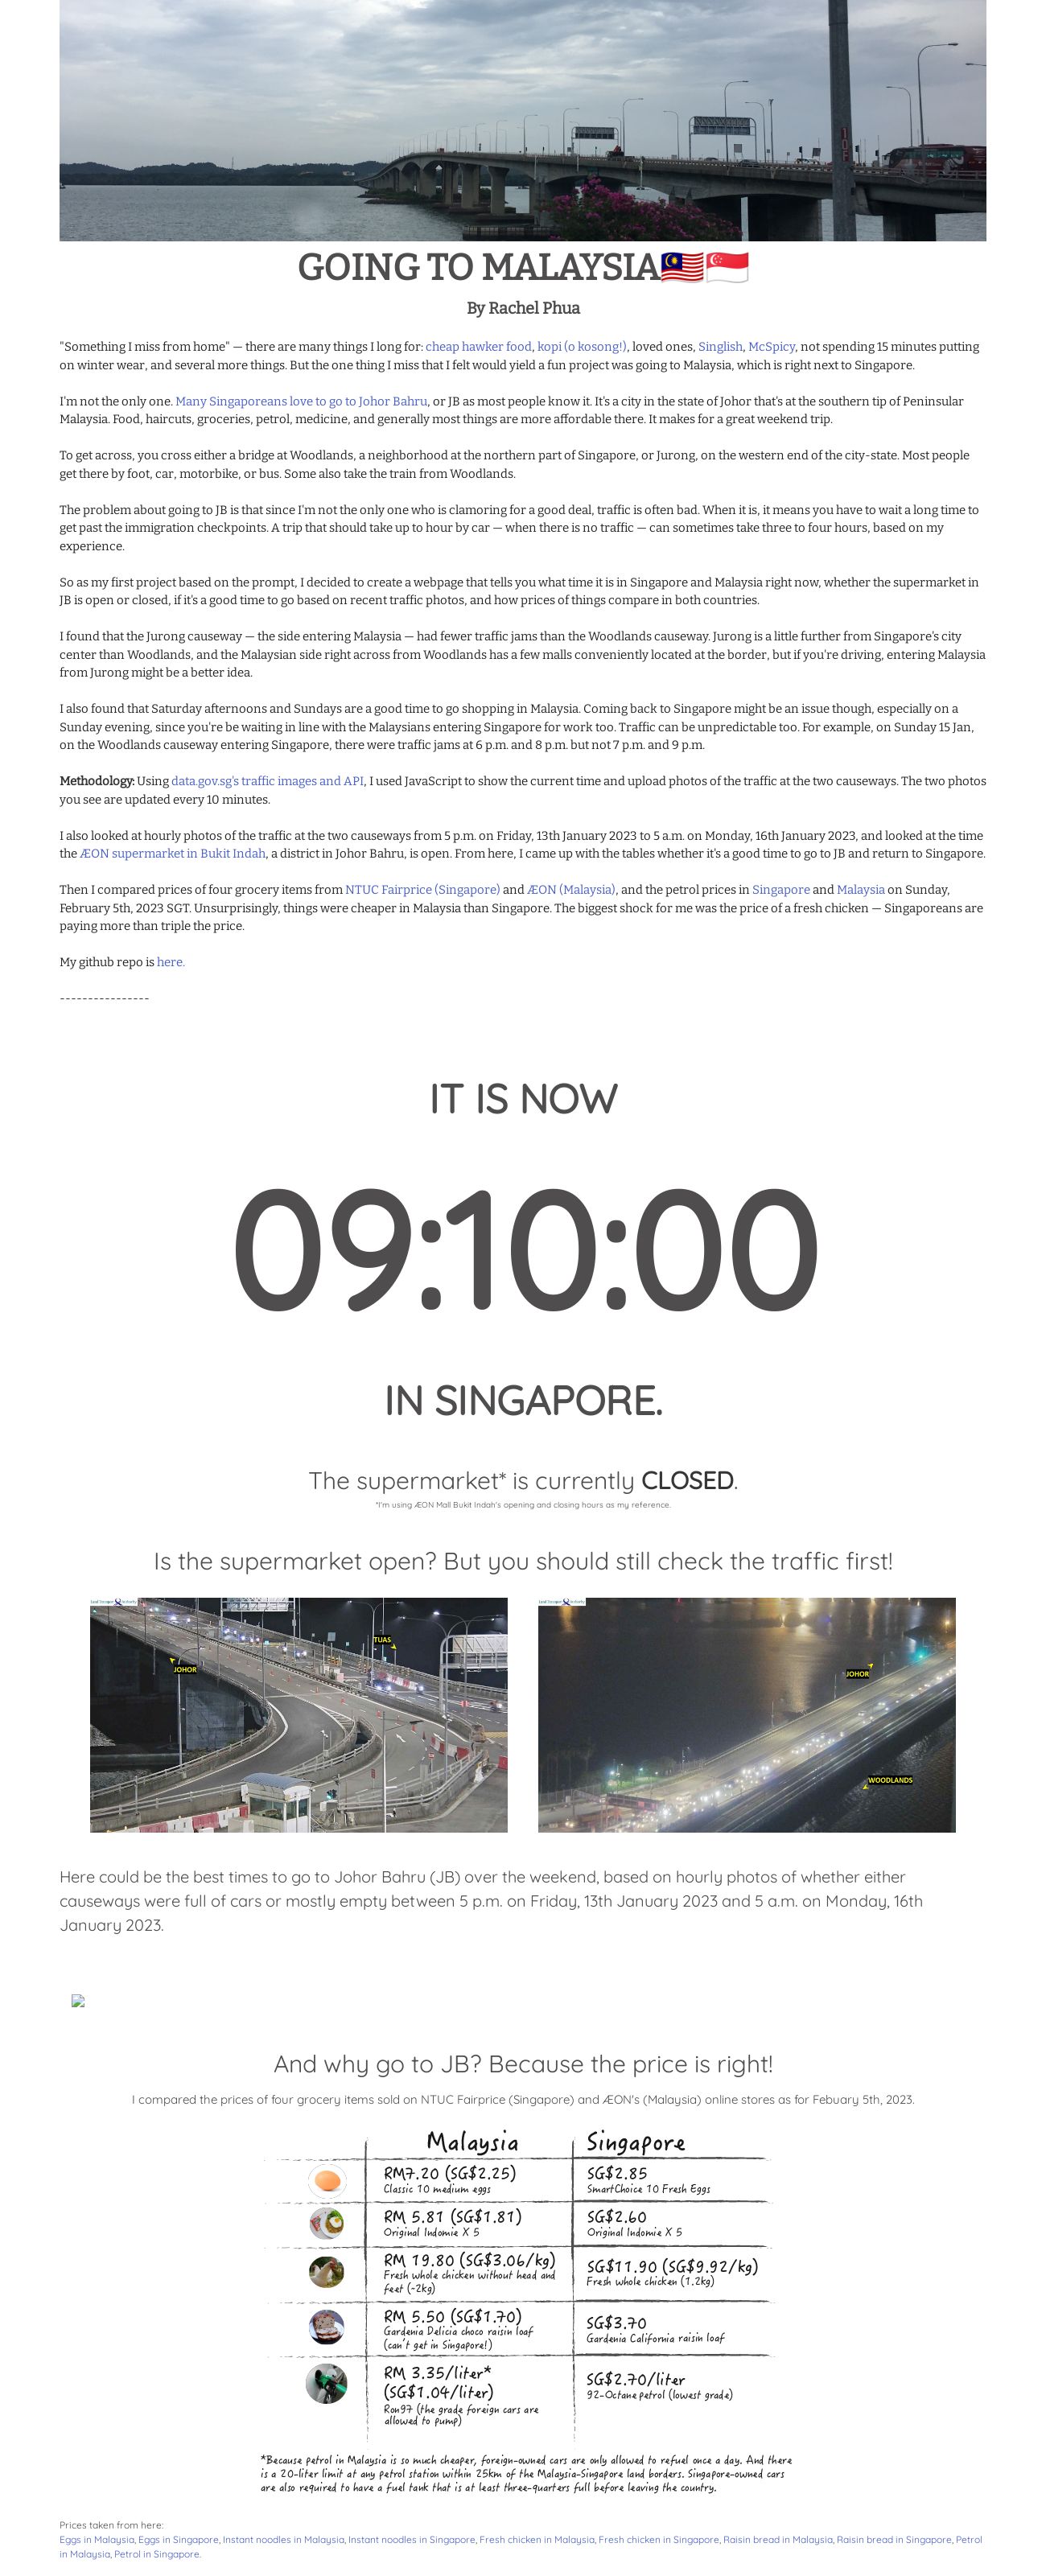 GOING TO MALAYSIA🇲🇾🇸🇬
By Rachel Phua
"Something I miss from home" — there are many things I long for: cheap hawker food, kopi (o kosong!), loved ones, Singlish, McSpicy, not spending 15 minutes putting
on winter wear, and several more things. But the one thing I miss that I felt would yield a fun project was going to Malaysia, which is right next to Singapore.
I'm not the only one. Many Singaporeans love to go to Johor Bahru, or JB as most people know it. It's a city in the state of Johor that's at the southern tip of Peninsular
Malaysia. Food, haircuts, groceries, petrol, medicine, and generally most things are more affordable there. It makes for a great weekend trip.
To get across, you cross either a bridge at Woodlands, a neighborhood at the northern part of Singapore, or Jurong, on the western end of the city-state. Most people
get there by foot, car, motorbike, or bus. Some also take the train from Woodlands.
The problem about going to JB is that since I'm not the only one who is clamoring for a good deal, traffic is often bad. When it is, it means you have to wait a long time to
get past the immigration checkpoints. A trip that should take up to hour by car — when there is no traffic — can sometimes take three to four hours, based on my
experience.
So as my first project based on the prompt, I decided to create a webpage that tells you what time it is in Singapore and Malaysia right now, whether the supermarket in
JB is open or closed, if it's a good time to go based on recent traffic photos, and how prices of things compare in both countries.
I found that the Jurong causeway — the side entering Malaysia — had fewer traffic jams than the Woodlands causeway. Jurong is a little further from Singapore's city
center than Woodlands, and the Malaysian side right across from Woodlands has a few malls conveniently located at the border, but if you're driving, entering Malaysia
from Jurong might be a better idea.
I also found that Saturday afternoons and Sundays are a good time to go shopping in Malaysia. Coming back to Singapore might be an issue though, especially on a
Sunday evening, since you're be waiting in line with the Malaysians entering Singapore for work too. Traffic can be unpredictable too. For example, on Sunday 15 Jan,
on the Woodlands causeway entering Singapore, there were traffic jams at 6 p.m. and 8 p.m. but not 7 p.m. and 9 p.m.
Methodology: Using data.gov.sg's traffic images and API, I used JavaScript to show the current time and upload photos of the traffic at the two causeways. The two photos
you see are updated every 10 minutes.
I also looked at hourly photos of the traffic at the two causeways from 5 p.m. on Friday, 13th January 2023 to 5 a.m. on Monday, 16th January 2023, and looked at the time
the ÆON supermarket in Bukit Indah, a district in Johor Bahru, is open. From here, I came up with the tables whether it's a good time to go to JB and return to Singapore.
Then I compared prices of four grocery items from NTUC Fairprice (Singapore) and ÆON (Malaysia), and the petrol prices in Singapore and Malaysia on Sunday,
February 5th, 2023 SGT. Unsurprisingly, things were cheaper in Malaysia than Singapore. The biggest shock for me was the price of a fresh chicken — Singaporeans are
paying more than triple the price.
My github repo is here.
----------------
IT IS NOW
09:10:00
IN SINGAPORE.
The supermarket* is currently CLOSED.
*I'm using ÆON Mall Bukit Indah's opening and closing hours as my reference.
Is the supermarket open? But you should still check the traffic first!
TUAS
JOHOR
JOHOR
WOODLANDS
Here could be the best times to go to Johor Bahru (JB) over the weekend, based on hourly photos of whether either
causeways were full of cars or mostly empty between 5 p.m. on Friday, 13th January 2023 and 5 a.m. on Monday, 16th
January 2023.
And why go to JB? Because the price is right!
I compared the prices of four grocery items sold on NTUC Fairprice (Singapore) and ÆON's (Malaysia) online stores as for Febuary 5th, 2023.
Malaysia Singapore
RM7.20 (SG$2.25) SG$2.85
Classic 10 medium eggs SmartChoice 10 Fresh Eggs
RM 5.81 (SG$1.81) SG$2.60
Original Indomie X 5 Original Indomie X 5
RM 19.80 (SG$3.06/kg) SG$11.90 (SG$9.92/kg)
Fresh whole chicken without head and Fresh whole chicken (1.2kg)
feet (~2kg)
RM 5.50 (SG$1.70) SG$3.70
Gardenia Delicia choco raisin loaf Gardenia California raisin loaf
(can't get in Singapore!)
RM 3.35/liter* SG$2.70/liter
(SG$1.04/liter) 92-Octane petrol (lowest grade)
Ron97 (the grade foreign cars are
allowed to pump)
*Because petrol in Malaysia is so much cheaper, foreign-owned cars are only allowed to refuel once a day. And there
is a 20-liter limit at any petrol station within 25km of the Malaysia-Singapore land borders. Singapore-owned cars
are also required to have a fuel tank that is at least three-quarters full before leaving the country.
Prices taken from here:
Eggs in Malaysia, Eggs in Singapore, Instant noodles in Malaysia, Instant noodles in Singapore, Fresh chicken in Malaysia, Fresh chicken in Singapore, Raisin bread in Malaysia, Raisin bread in Singapore, Petrol
in Malaysia, Petrol in Singapore.